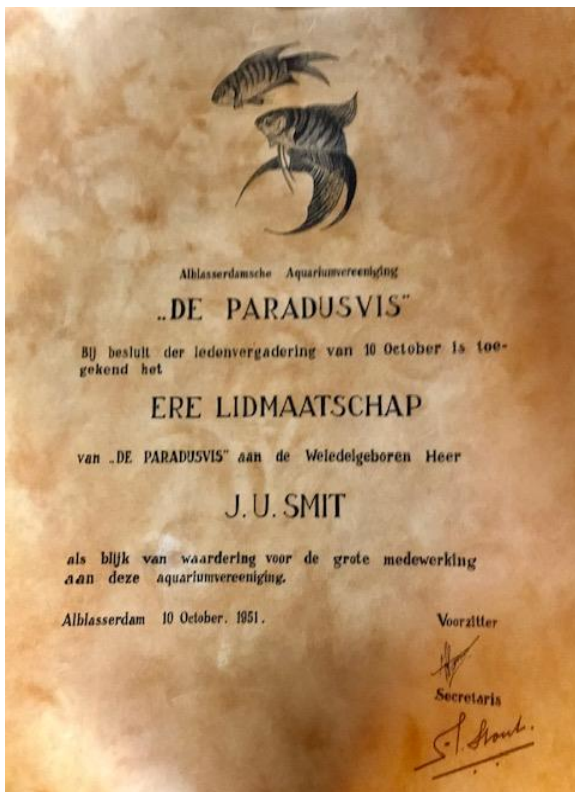 Alblasserdamsche Aquariumvereeniging
„DE PARADIJSVIS"
Bij besluit der ledenvergadering van 10 October is toe-
gekend het
ERE LIDMAATSCHAP
van „DE PARADIJSVIS" aan de Weledelgeboren Heer
J. U. SMIT
als blijk van waardering voor de grote medewerking
aan deze aquariumvereeniging.
Alblasserdam 10 October. 1951.
Voorzitter
Secretaris